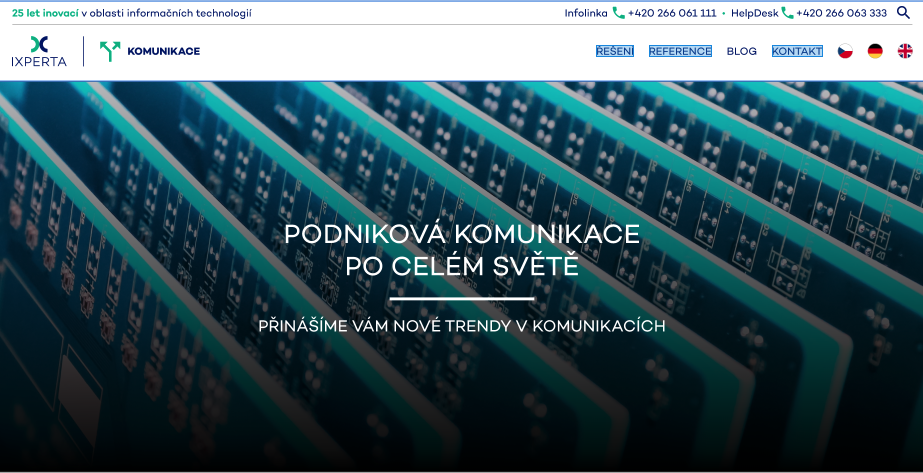 25 let inovací v oblasti informačních technologií
Infolinka +420 266 061 111 • HelpDesk +420 266 063 333
IXPERTA
KOMUNIKACE
ŘEŠENÍ REFERENCE BLOG KONTAKT
PODNIKOVÁ KOMUNIKACE
PO CELÉM SVĚTĚ
PŘINÁŠÍME VÁM NOVÉ TRENDY V KOMUNIKACÍCH